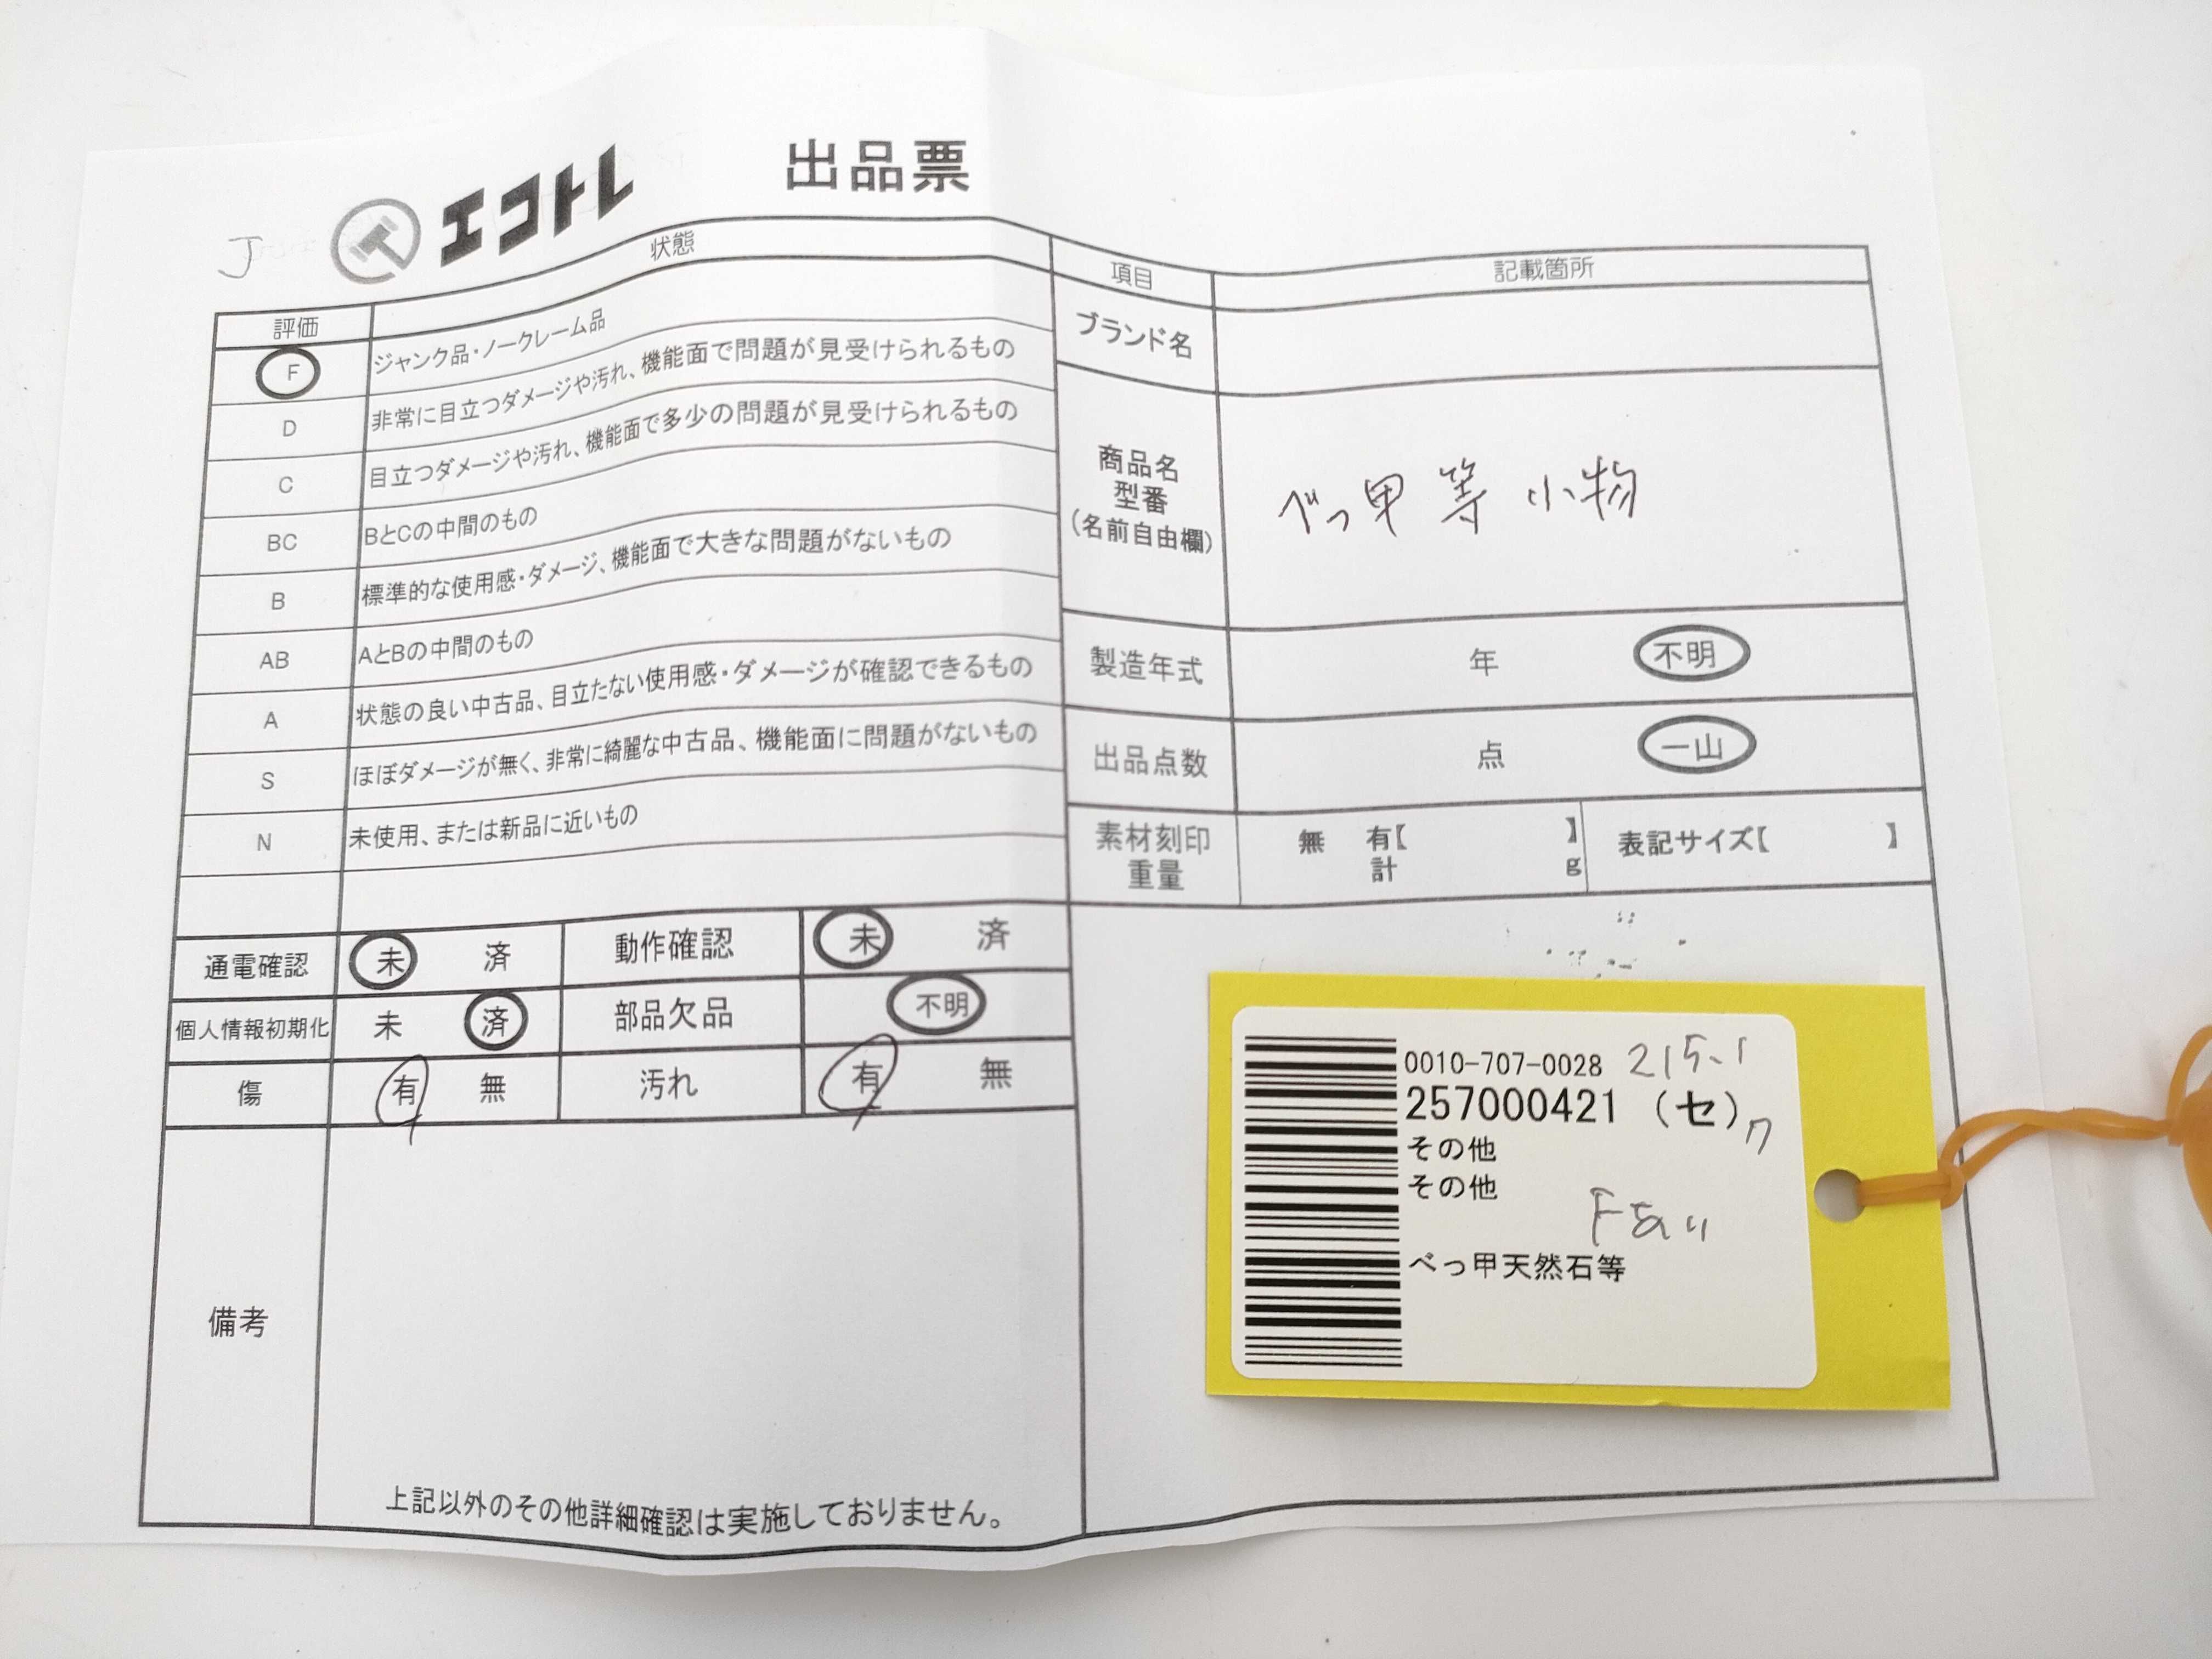 J
エコトレ
出品票
評価 状態
F ジャンク品・ノークレーム品
D 非常に目立つダメージや汚れ、機能面で問題が見受けられるもの
C 目立つダメージや汚れ、機能面で多少の問題が見受けられるもの
BC BとCの中間のもの
B 標準的な使用感・ダメージ、機能面で大きな問題がないもの
AB AとBの中間のもの
A 状態の良い中古品、目立たない使用感・ダメージが確認できるもの
S ほぼダメージが無く、非常に綺麗な中古品、機能面に問題がないもの
N 未使用、または新品に近いもの
通電確認 未 済 動作確認 未 済
個人情報初期化 未 済 部品欠品 不明
傷 有 無 汚れ 有 無
備考
上記以外のその他詳細確認は実施しておりません。
項目 記載箇所
ブランド名
商品名
型番
(名前自由欄)
べっ甲等小物
製造年式 年 不明
出品点数 点 一山
素材刻印 無 有【 】 表記サイズ【 】
重量 計 g
0010-707-0028 215.1
257000421 (セ)
その他
その他
べっ甲天然石等